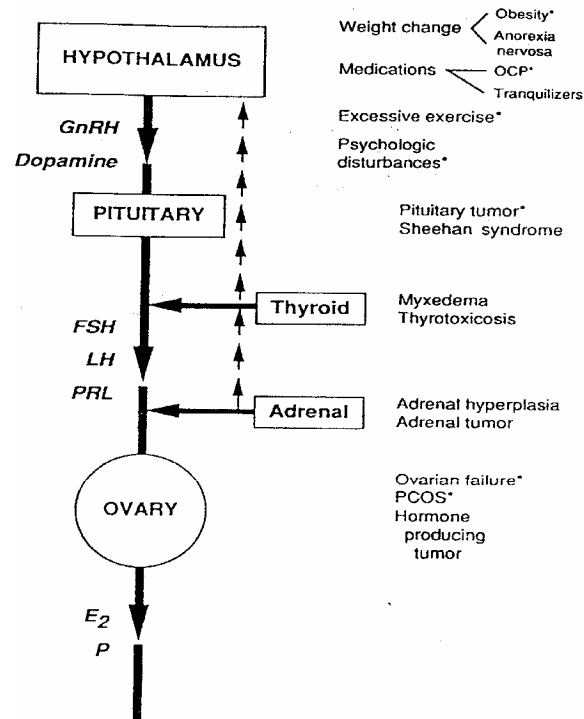 Obesity*
Weight change
Anorexia
nervosa
HYPOTHALAMUS
Medications
OCP*
Tranquilizers
Excessive exercise*
GnRH
Psychologic
disturbances*
Dopamine
PITUITARY
Pituitary tumor*
Sheehan syndrome
Thyroid
Myxedema
Thyrotoxicosis
FSH
LH
PRL
Adrenal
Adrenal hyperplasia
Adrenal tumor
Ovarian failure*
PCOS*
OVARY
Hormone
producing
tumor
E2
P